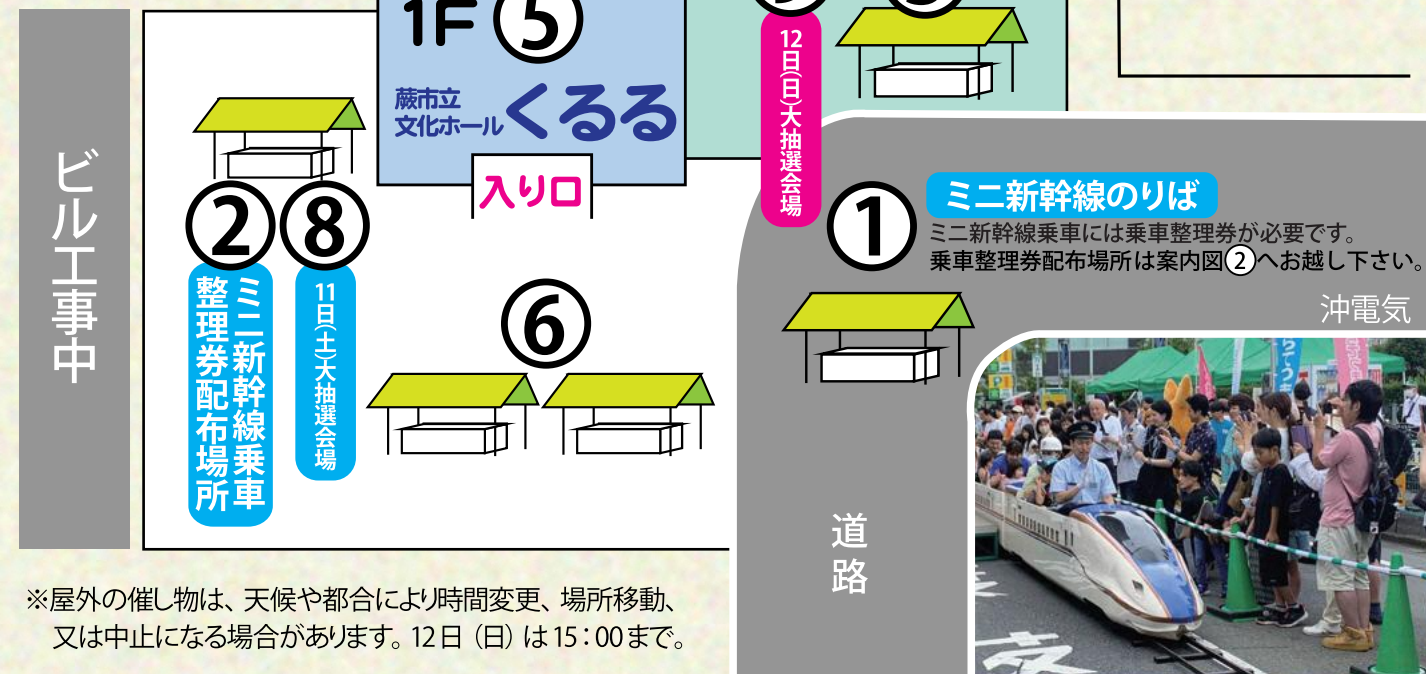 1F ⑤
蕨市立
文化ホール くるる
入り口
12日(日)大抽選会場
ビル工事中
② ⑧
ミニ新幹線乗車
整理券配布場所
11日(土)大抽選会場
⑥
① ミニ新幹線のりば
ミニ新幹線乗車には乗車整理券が必要です。
乗車整理券配布場所は案内図②へお越し下さい。
沖電気
道路
※屋外の催し物は、天候や都合により時間変更、場所移動、
又は中止になる場合があります。12日（日）は15：00まで。